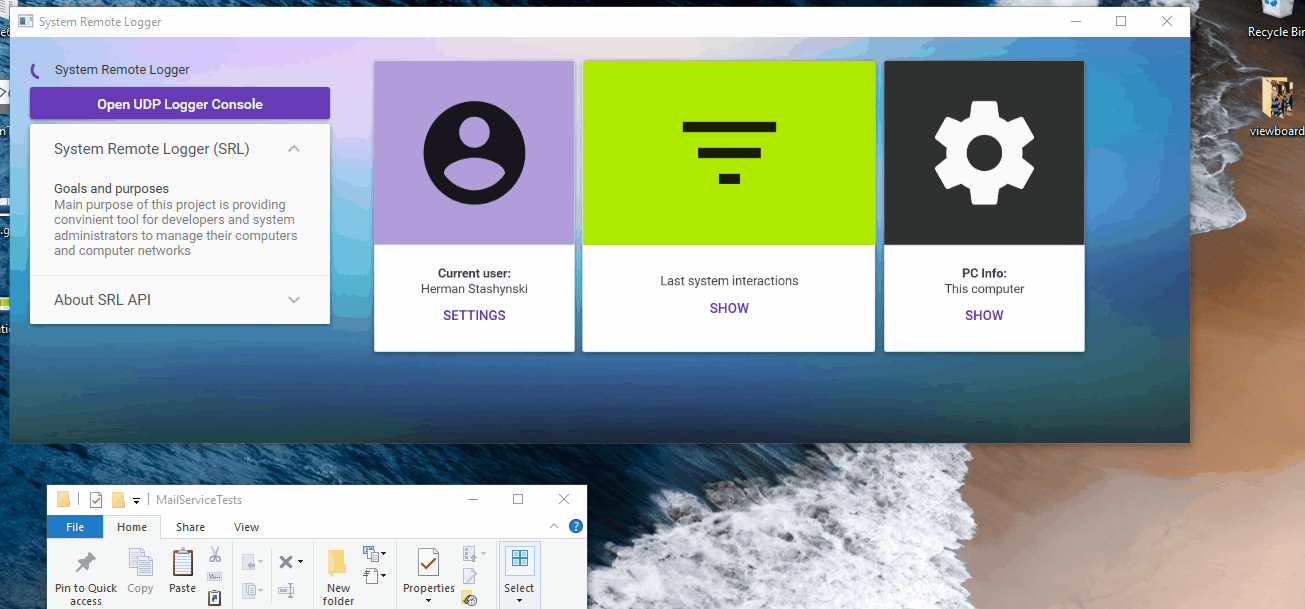 System Remote Logger
Recycle Bin
System Remote Logger
Open UDP Logger Console
System Remote Logger (SRL)
Goals and purposes
Main purpose of this project is providing
convinient tool for developers and system
administrators to manage their computers
and computer networks
About SRL API
Current user:
Herman Stashynski
SETTINGS
Last system interactions
SHOW
PC Info:
This computer
SHOW
viewboard
MailServiceTests
File
Home
Share
View
Pin to Quick
access
Copy
Paste
New
folder
Properties
Select